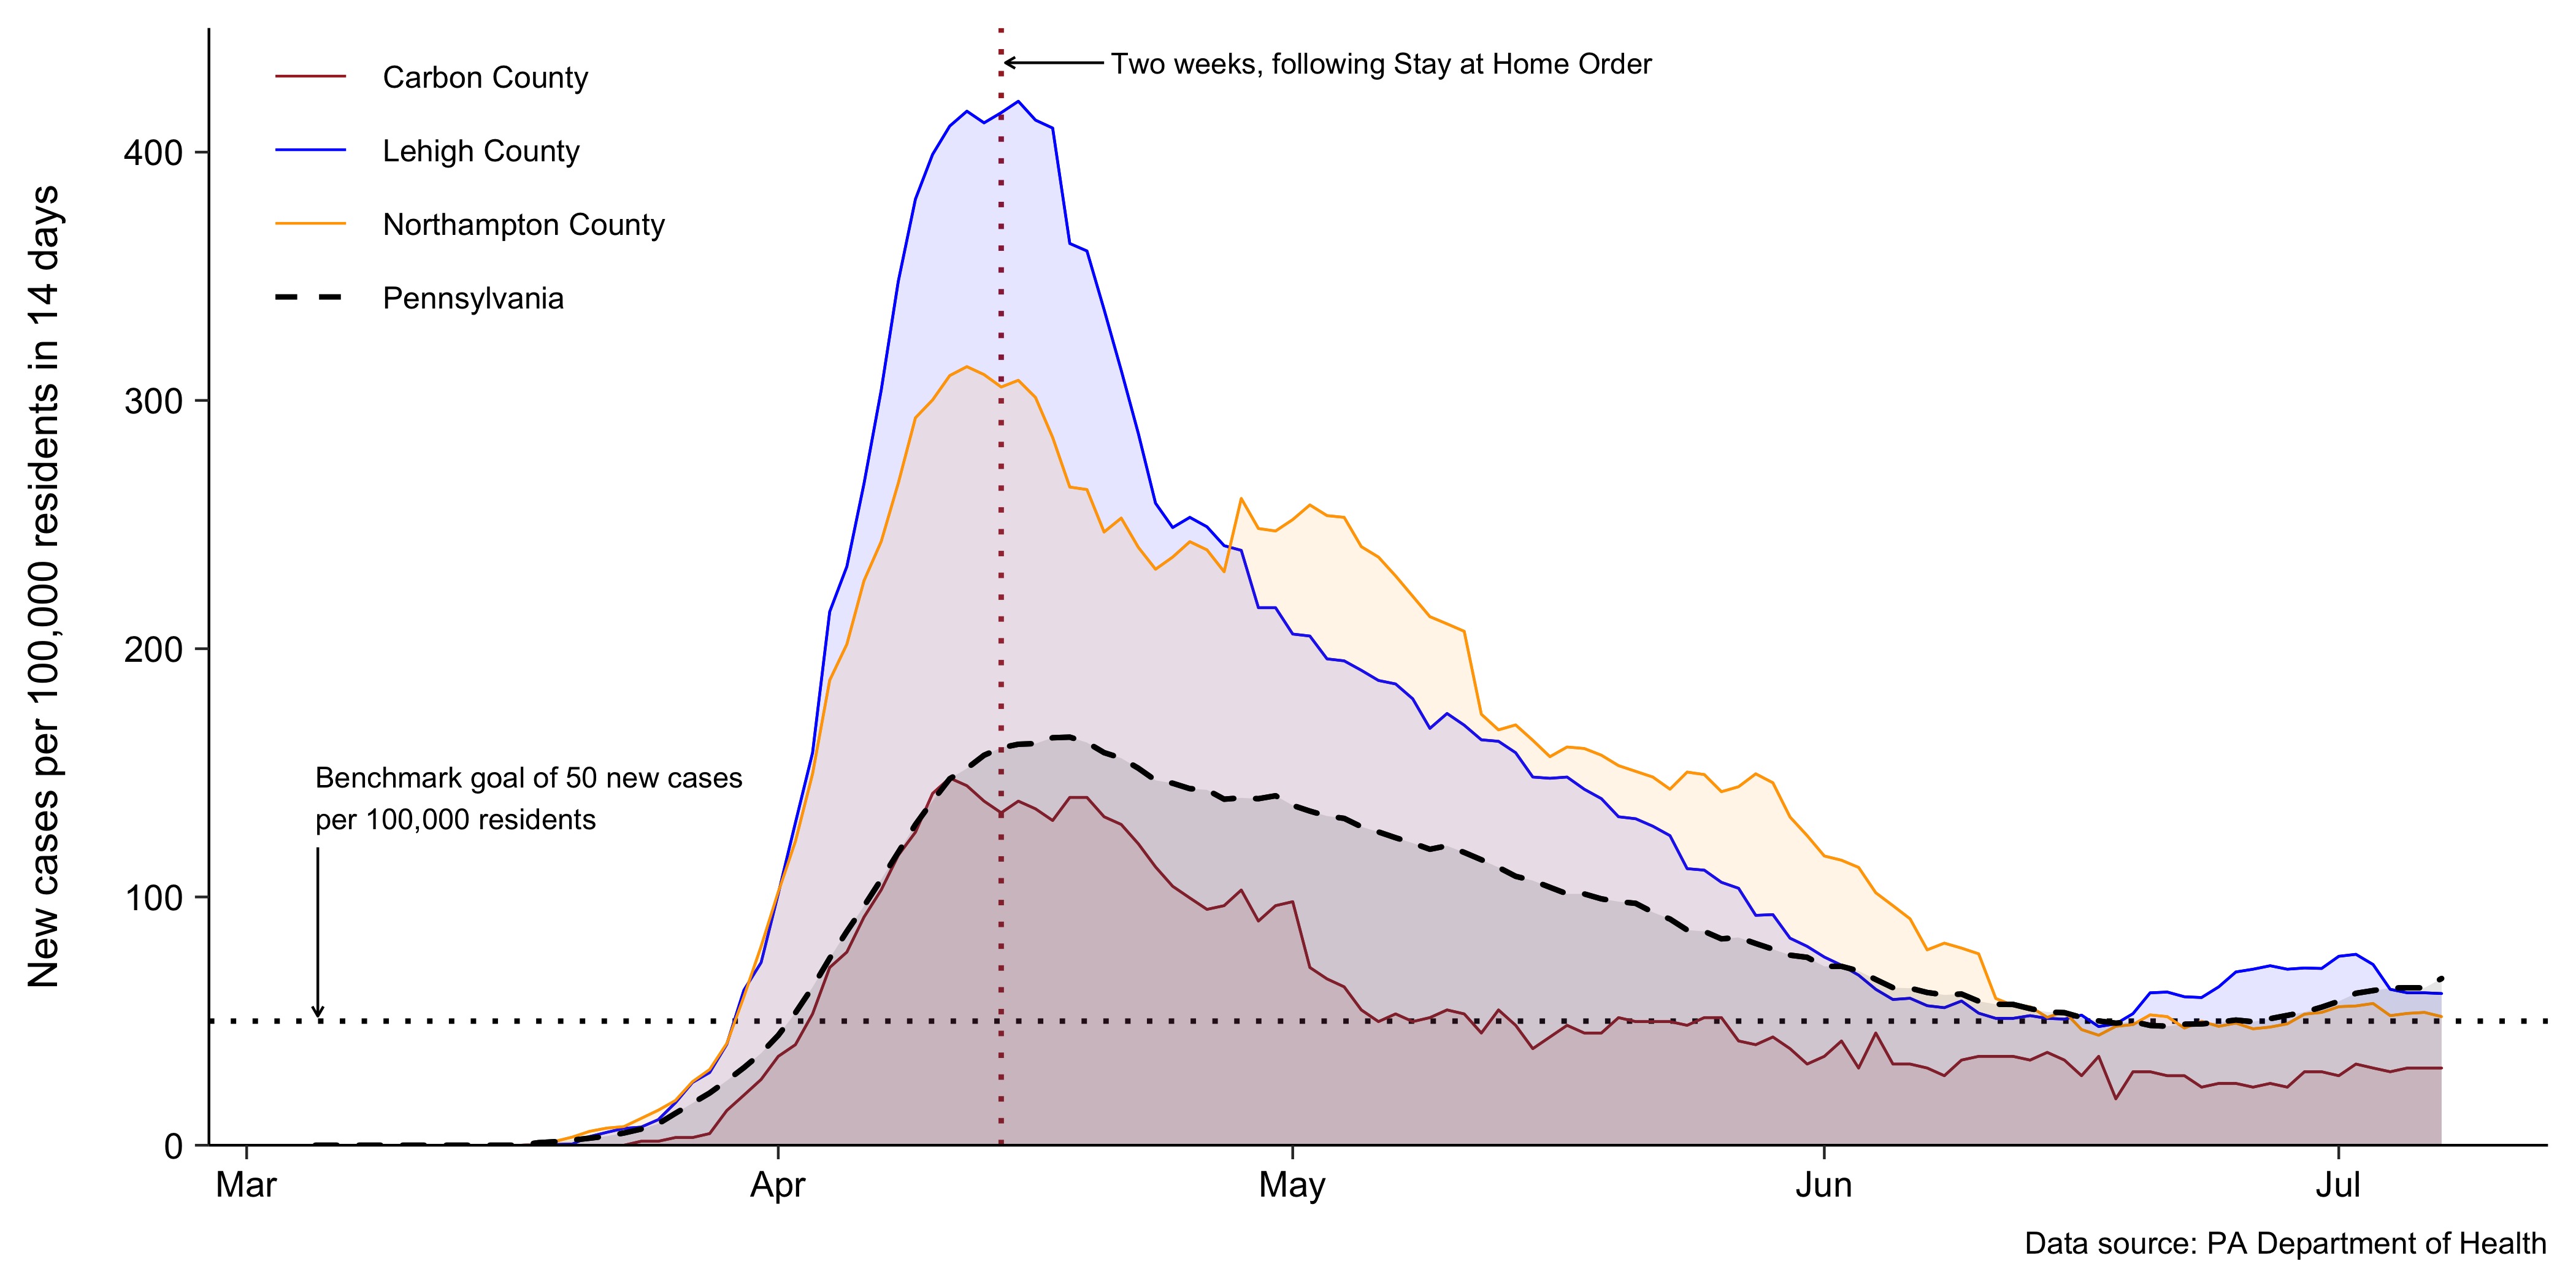 Two weeks, following Stay at Home Order
Carbon County
Lehigh County
Northampton County
Pennsylvania
New cases per 100,000 residents in 14 days
400
300
200
100
0
Benchmark goal of 50 new cases
per 100,000 residents
Mar
Apr
May
Jun
Jul
Data source: PA Department of Health